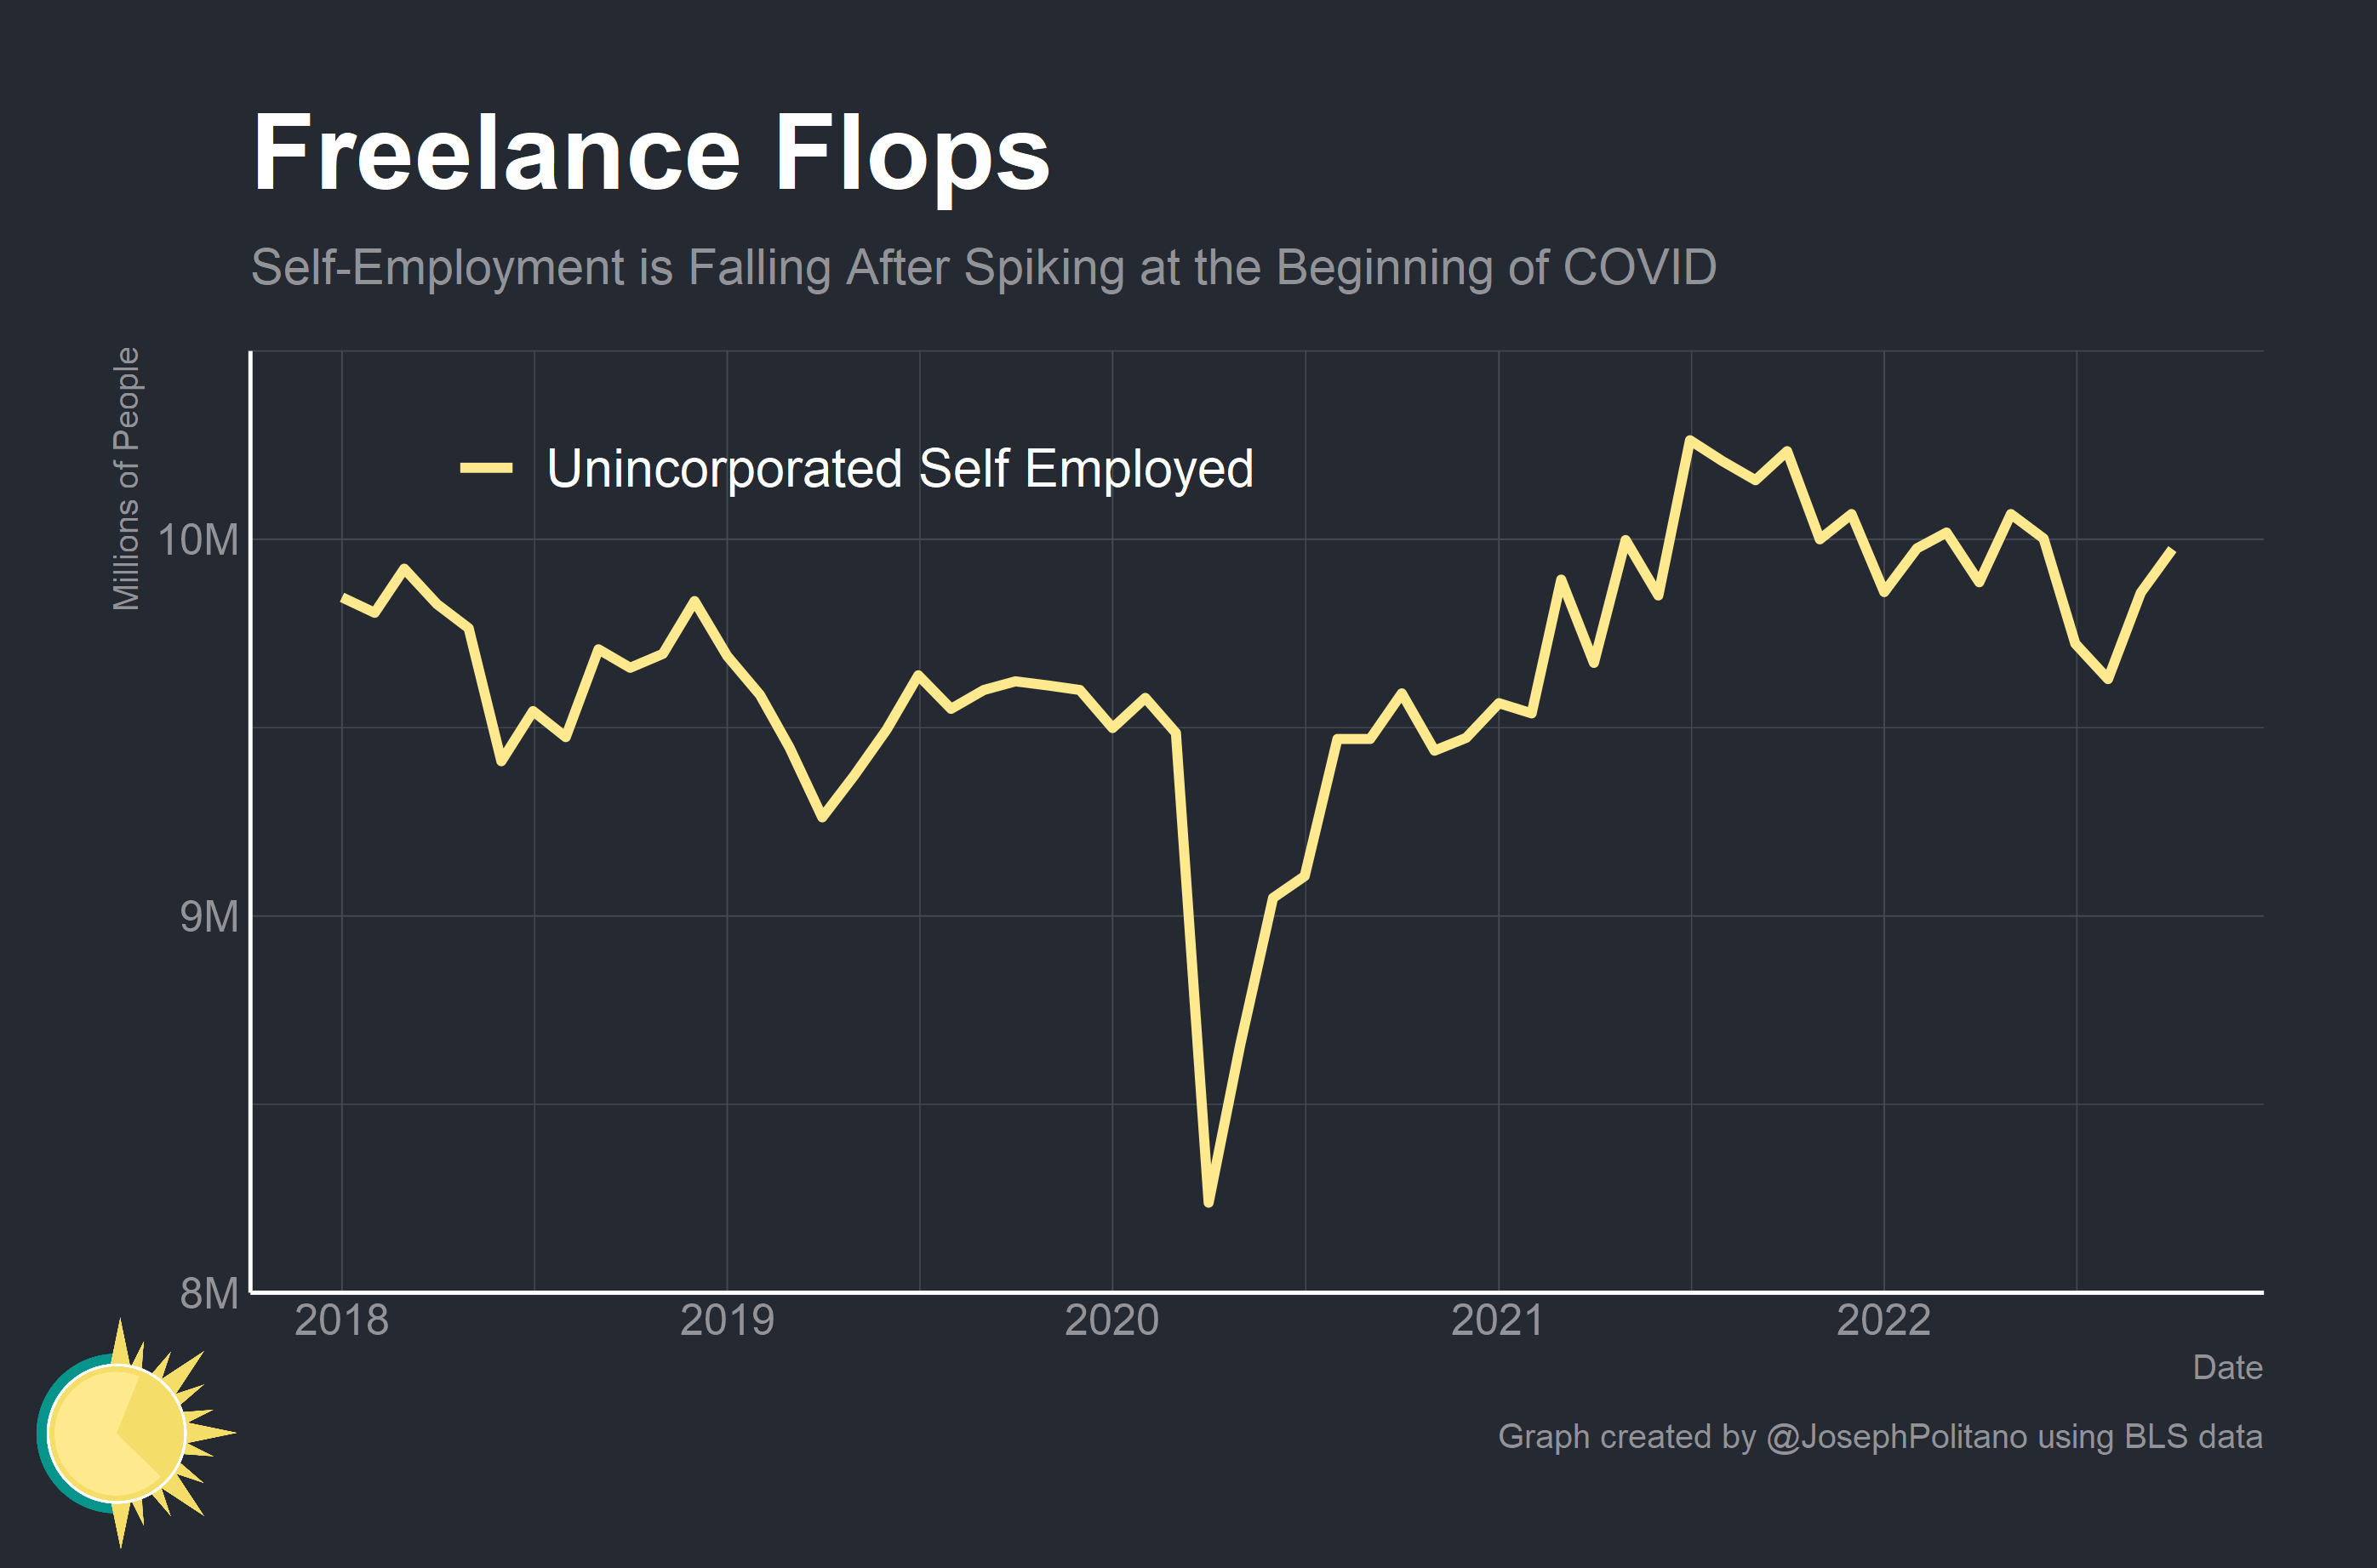 Freelance Flops
Self-Employment is Falling After Spiking at the Beginning of COVID
Millions of People
Unincorporated Self Employed
10M
9M
8M
2018
2019
2020
2021
2022
Date
Graph created by @JosephPolitano using BLS data